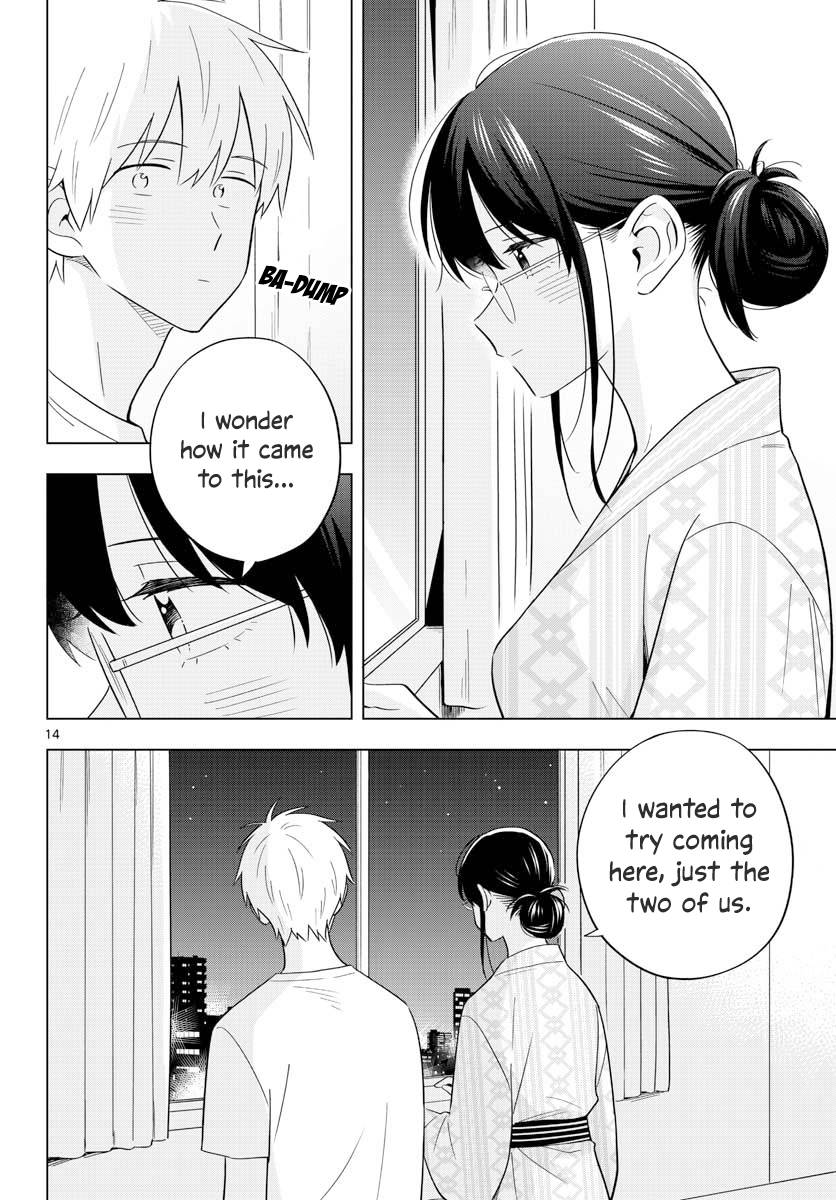 BA-DUMP
I wonder
how it came
to this...
14
I wanted to
try coming
here, just the
two of us.